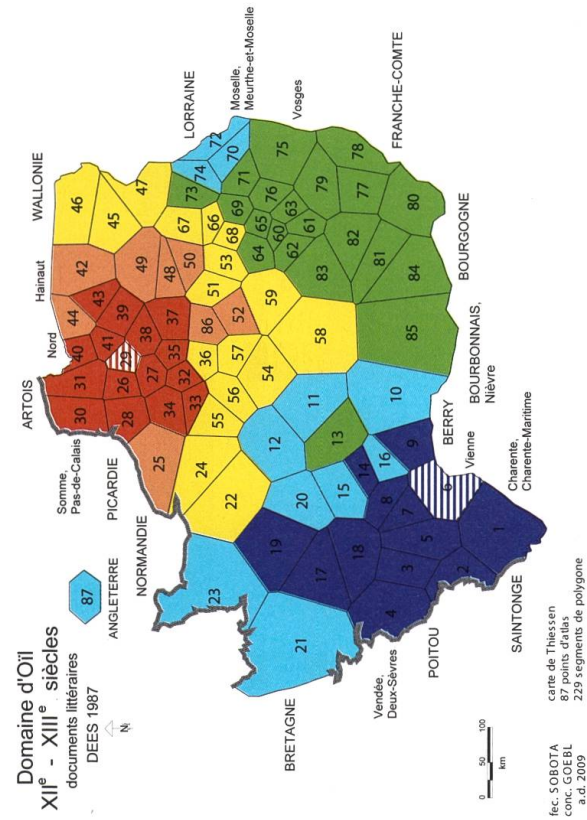 Domaine d'Oïl
XIIᵉ - XIIIᵉ siècles
documents littéraires
DEES 1987
N
87
ANGLETERRE
ARTOIS
Nord
Hainaut
WALLONIE
Somme,
Pas-de-Calais
PICARDIE
NORMANDIE
LORRAINE
Moselle,
Meurthe-et-Moselle
Vosges
FRANCHE-COMTE
BOURGOGNE
BOURBONNAIS,
Nièvre
BERRY
Vienne
Charente,
Charente-Maritime
SAINTONGE
POITOU
Vendée,
Deux-Sèvres
BRETAGNE
30
31
40
44
42
46
45
47
28
26
41
43
39
49
29
38
48
50
67
73
74
72
70
25
34
27
35
37
32
33
36
86
51
66
69
71
75
24
55
56
57
52
53
68
65
76
22
54
59
64
60
63
79
78
23
12
11
58
62
61
77
19
20
13
83
82
80
21
17
15
14
16
10
85
81
84
18
8
9
4
3
5
7
6
2
1
0
50
100
km
fec. SOBOTA
conc. GOEBL
a.d. 2009
carte de Thiessen
87 points d'atlas
229 segments de polygone